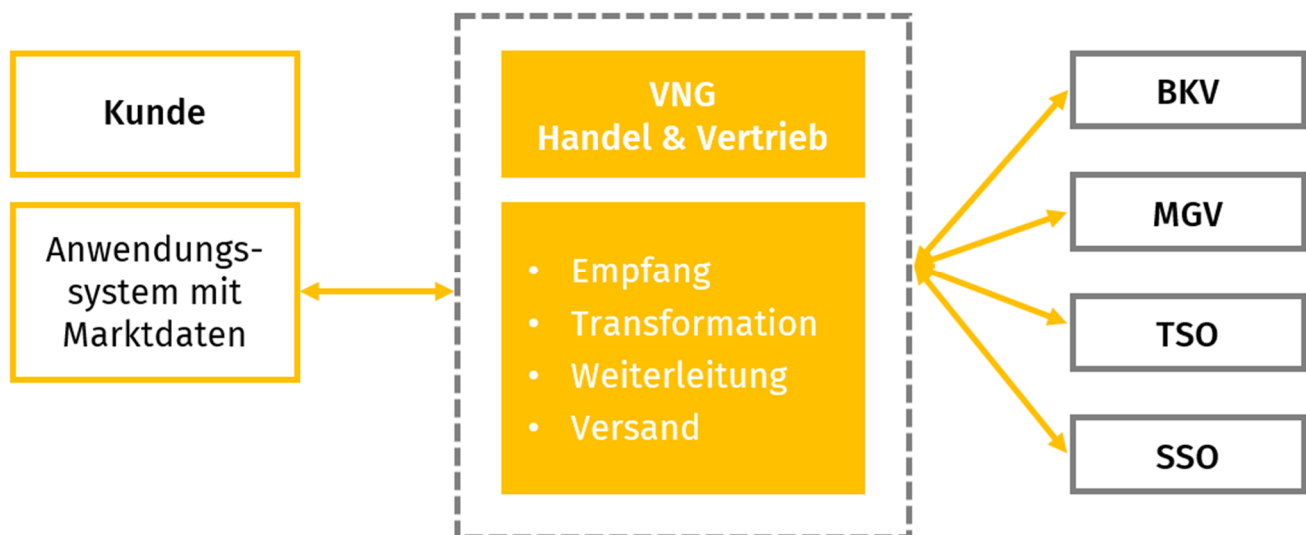 Kunde
Anwendungs-
system mit
Marktdaten
VNG
Handel & Vertrieb
• Empfang
• Transformation
• Weiterleitung
• Versand
BKV
MGV
TSO
SSO